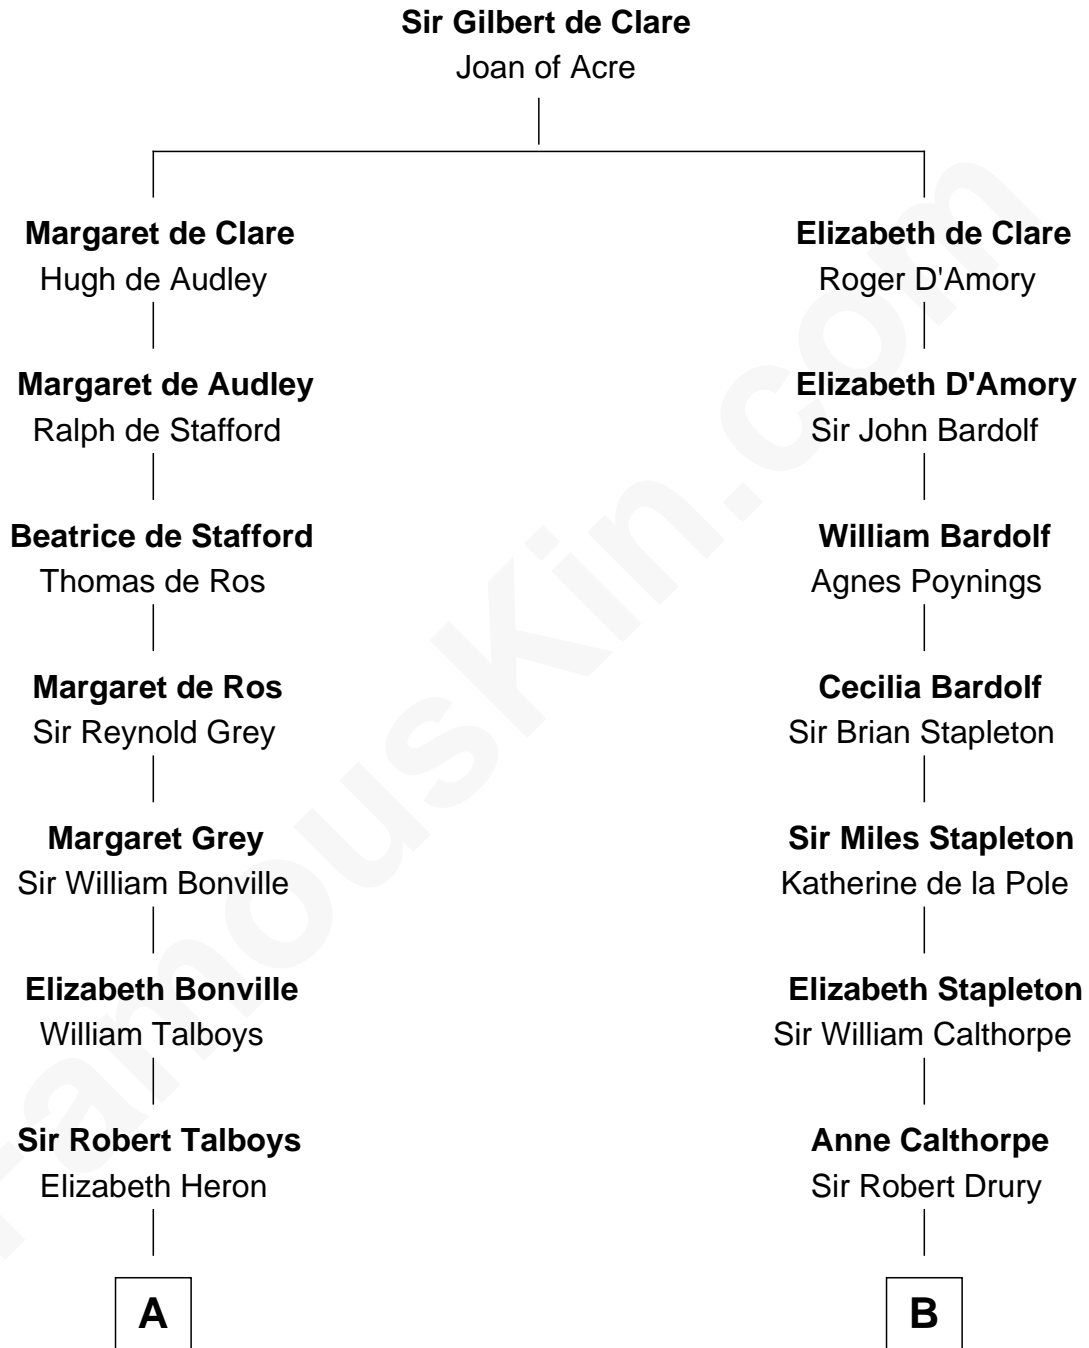 Sir Gilbert de Clare
Joan of Acre
Margaret de Clare
Hugh de Audley
Margaret de Audley
Ralph de Stafford
Beatrice de Stafford
Thomas de Ros
Margaret de Ros
Sir Reynold Grey
Margaret Grey
Sir William Bonville
Elizabeth Bonville
William Talboys
Sir Robert Talboys
Elizabeth Heron
A
Elizabeth de Clare
Roger D'Amory
Elizabeth D'Amory
Sir John Bardolf
William Bardolf
Agnes Poynings
Cecilia Bardolf
Sir Brian Stapleton
Sir Miles Stapleton
Katherine de la Pole
Elizabeth Stapleton
Sir William Calthorpe
Anne Calthorpe
Sir Robert Drury
B
FamousKin.com